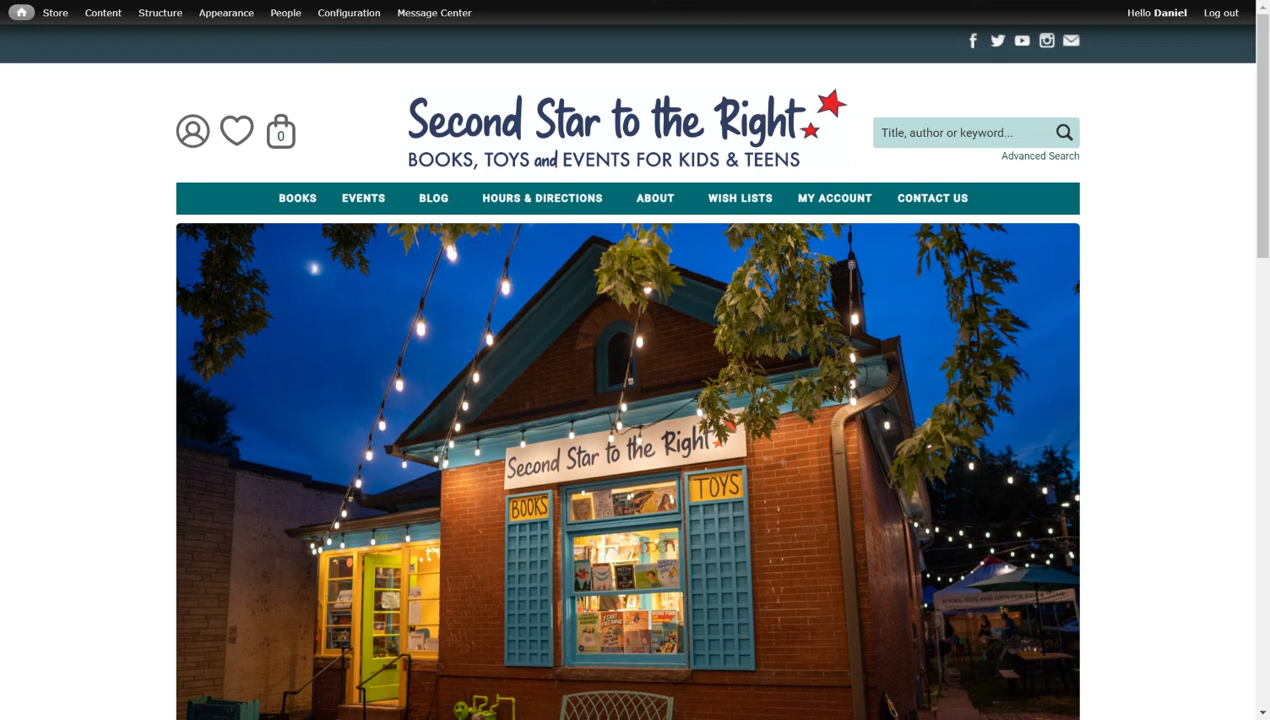 Store Content Structure Appearance People Configuration Message Center Hello Daniel Log out
0
Second Star to the Right
BOOKS, TOYS and EVENTS FOR KIDS & TEENS
Title, author or keyword...
Advanced Search
BOOKS EVENTS BLOG HOURS & DIRECTIONS ABOUT WISH LISTS MY ACCOUNT CONTACT US
Second Star to the Right
BOOKS
TOYS
open